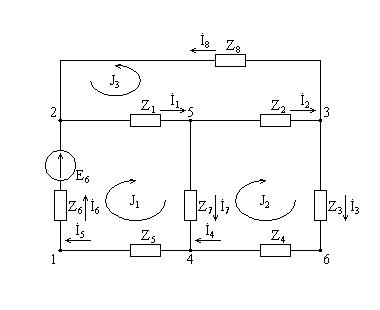 İ₈ Z₈
J₃
Z₁ İ₁ Z₂ İ₂
2 5 3
E₆
Z₆ İ₆ J₁ Z₇ İ₇ J₂ Z₃ İ₃
İ₅ Z₅ İ₄ Z₄
1 4 6